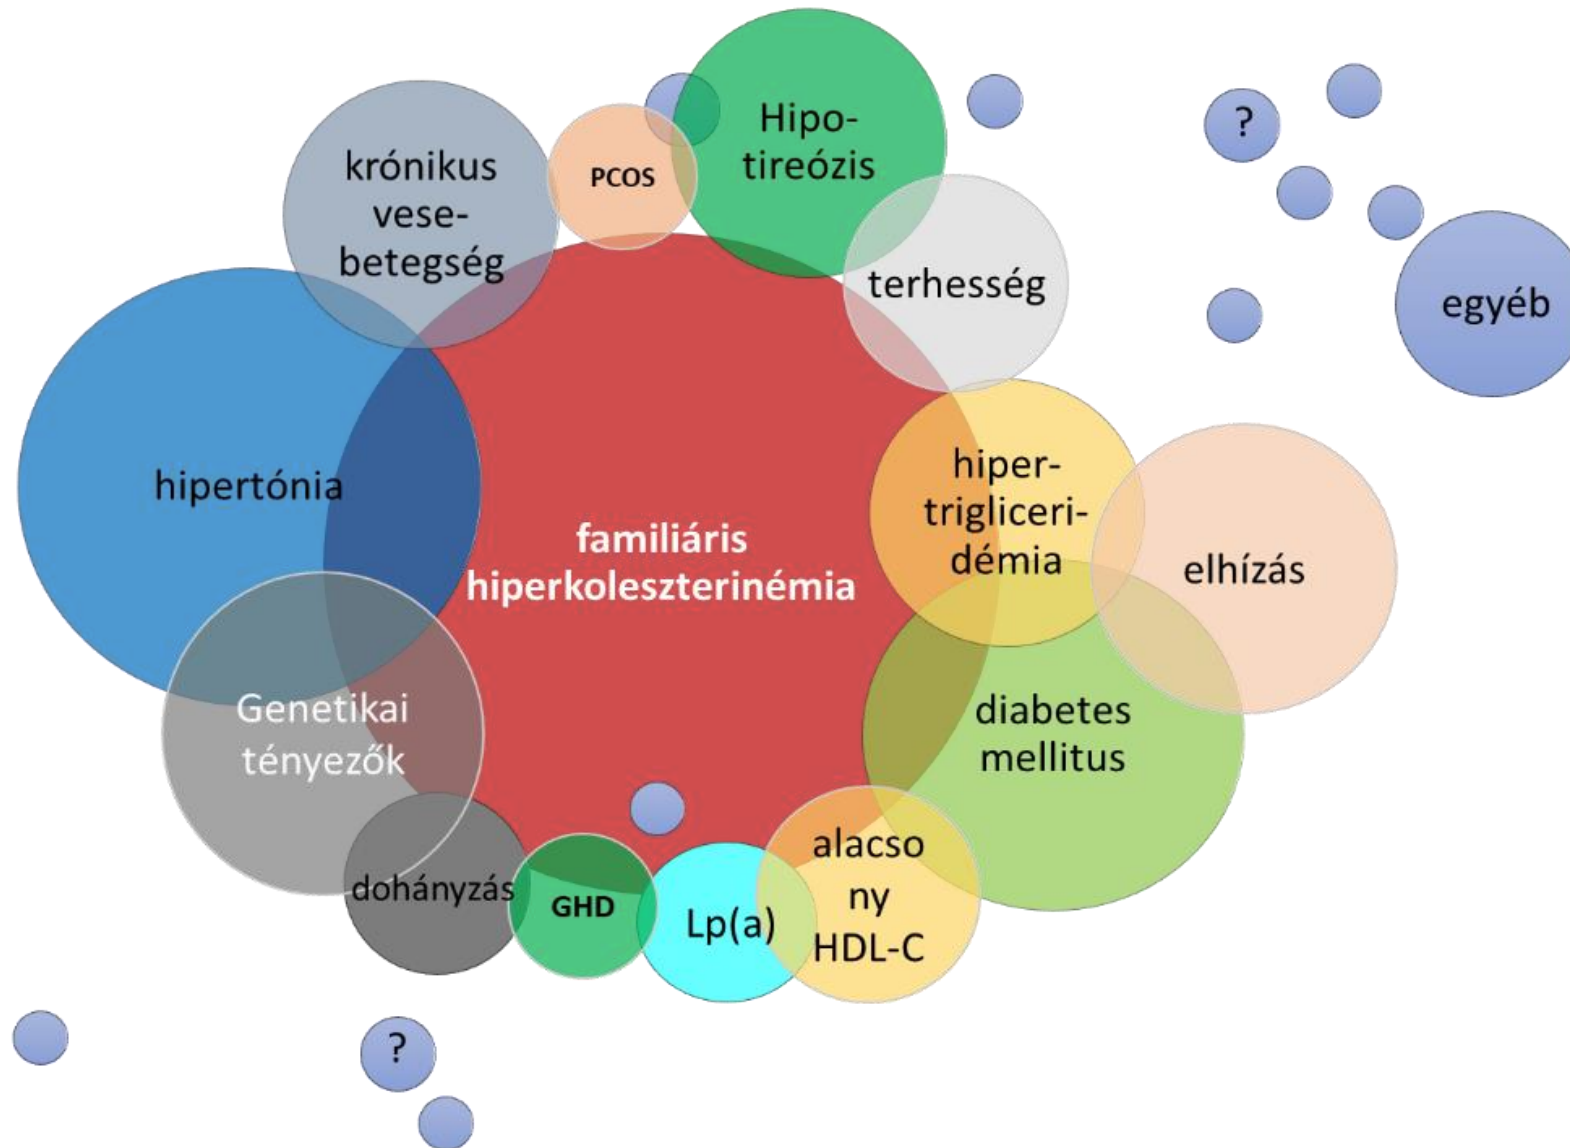 Hipo-
tireózis
?
krónikus
vese-
betegség
PCOS
terhesség
egyéb
hipertónia
hiper-
trigliceri-
démia
familiáris
hiperkoleszterinémia
elhízás
Genetikai
tényezők
diabetes
mellitus
dohányzás
GHD
Lp(a)
alacso
ny
HDL-C
?